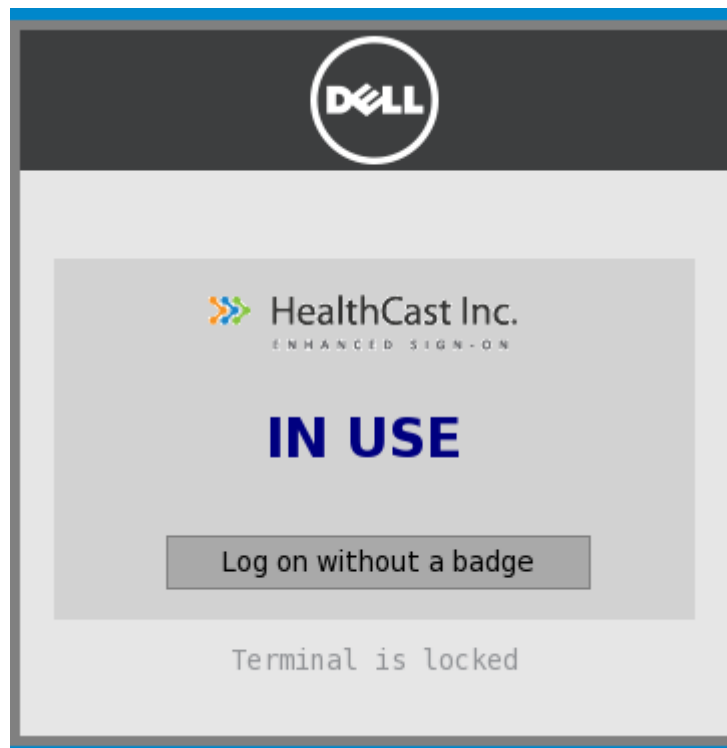 DELL
HealthCast Inc.
ENHANCED SIGN-ON
IN USE
Log on without a badge
Terminal is locked